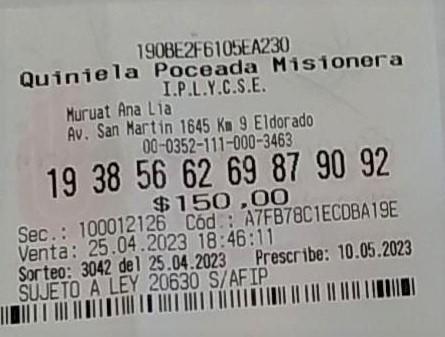 190BE2F6105EA230
Quiniela Poceada Misionera
I.P.L.Y.C.S.E.
Muruat Ana Lia
Av. San Martin 1645 Km 9 Eldorado
00-0352-111-000-3463
19 38 56 62 69 87 90 92
$150,00
Sec.: 100012126 Cód.: A7FB78C1ECDBA19E
Venta: 25.04.2023 18:46:11
Sorteo: 3042 del 25.04.2023 Prescribe: 10.05.2023
SUJETO A LEY 20630 S/AFIP